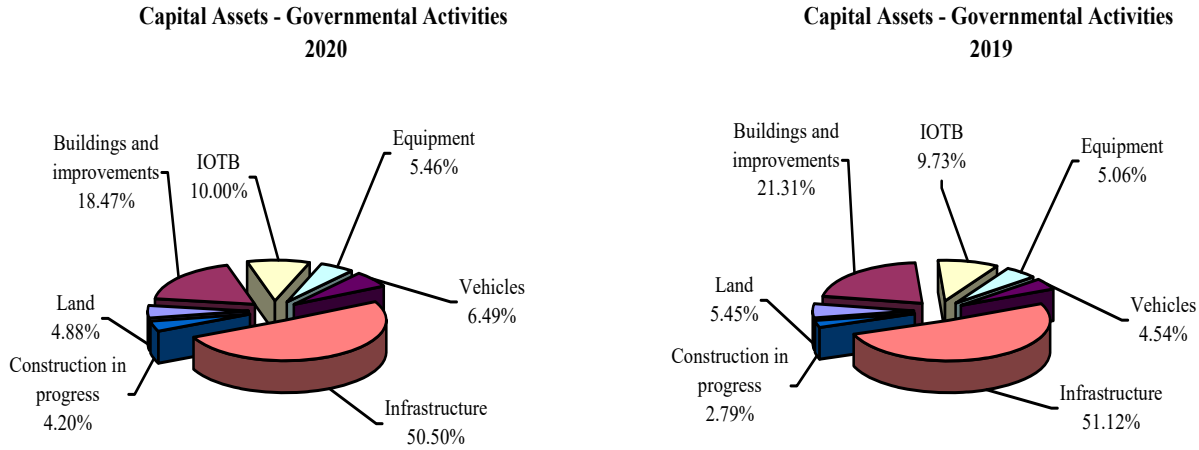 Capital Assets - Governmental Activities
2020
Buildings and
improvements
18.47%
IOTB
10.00%
Equipment
5.46%
Vehicles
6.49%
Land
4.88%
Construction in
progress
4.20%
Infrastructure
50.50%
Capital Assets - Governmental Activities
2019
Buildings and
improvements
21.31%
IOTB
9.73%
Equipment
5.06%
Vehicles
4.54%
Land
5.45%
Construction in
progress
2.79%
Infrastructure
51.12%